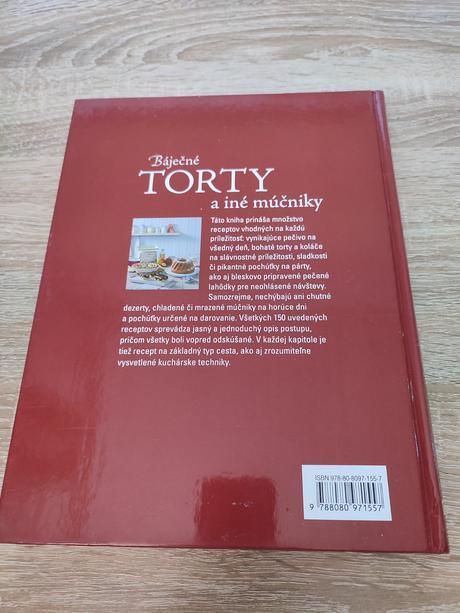 Báječné
TORTY
a iné múčniky
Táto kniha prináša množstvo
receptov vhodných na každú
príležitosť: vynikajúce pečivo na
všedný deň, bohaté torty a koláče
na slávnostné príležitosti, sladkosti
či pikantné pochúťky na párty,
ako aj bleskovo pripravené pečené
lahôdky pre neohlásené návštevy.
Samozrejme, nechýbajú ani chutné
dezerty, chladené či mrazené múčniky na horúce dni
a pochúťky určené na darovanie. Všetkých 150 uvedených
receptov sprevádza jasný a jednoduchý opis postupu,
pričom všetky boli vopred odskúšané. V každej kapitole je
tiež recept na základný typ cesta, ako aj zrozumiteľne
vysvetlené kuchárske techniky.
ISBN 978-80-8097-155-7
9 788080 971557